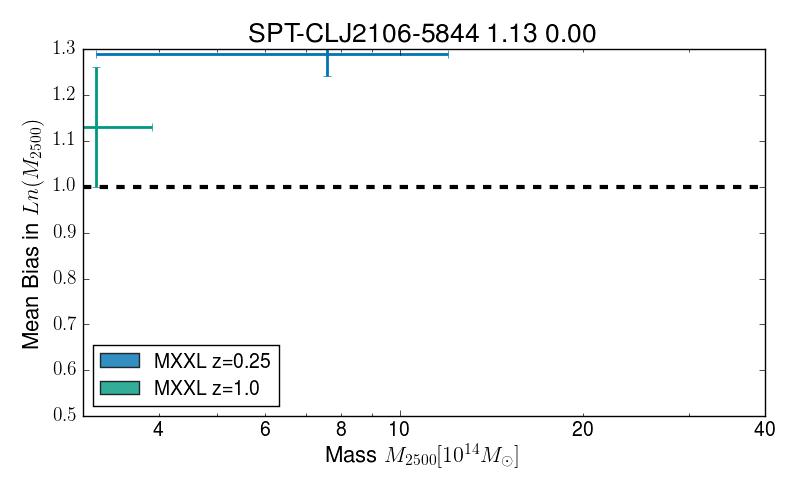 SPT-CLJ2106-5844 1.13 0.00
1.3
1.2
1.1
1.0
0.9
0.8
0.7
0.6
0.5
Mean Bias in Ln(M2500)
MXXL z=0.25
MXXL z=1.0
4 6 8 10 20 40
Mass M2500[10^14 M⊙]